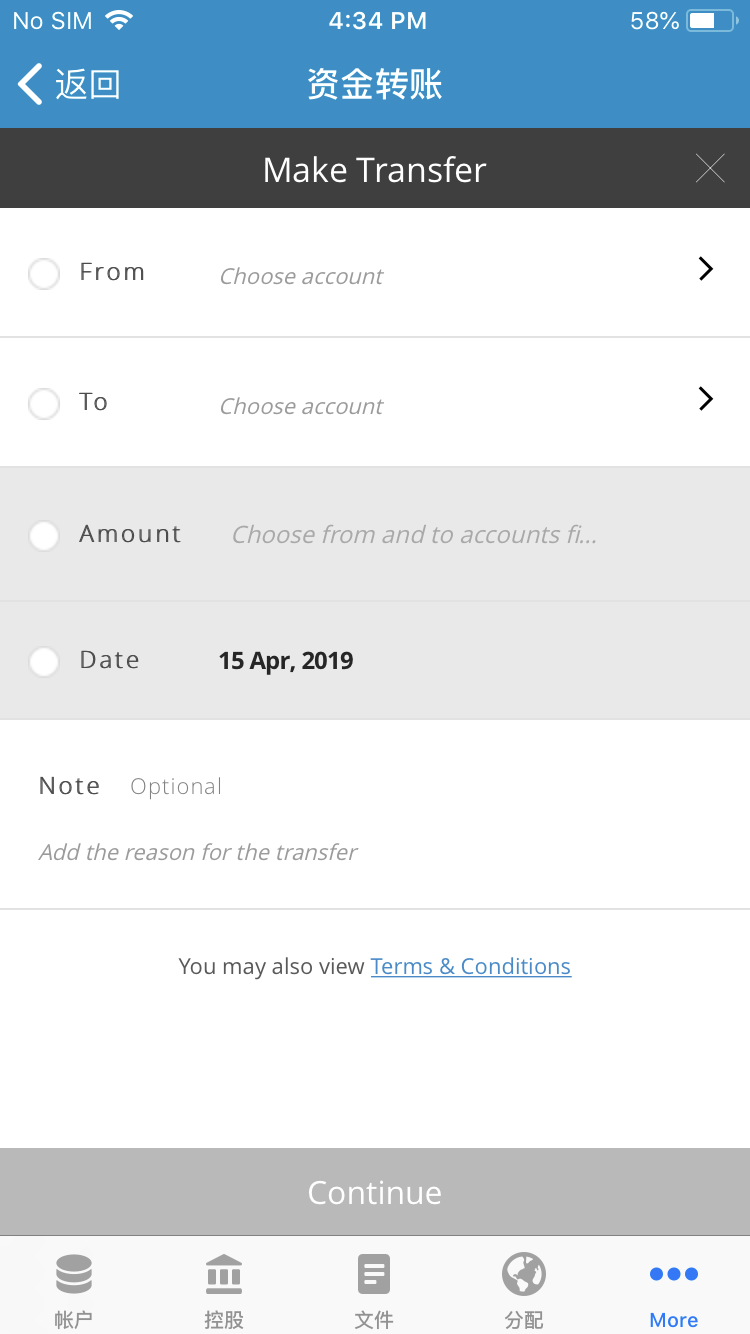 No SIM 4:34 PM 58%
返回 资金转账
Make Transfer
From Choose account
To Choose account
Amount Choose from and to accounts fi...
Date 15 Apr, 2019
Note Optional
Add the reason for the transfer
You may also view Terms & Conditions
Continue
帐户 控股 文件 分配 More